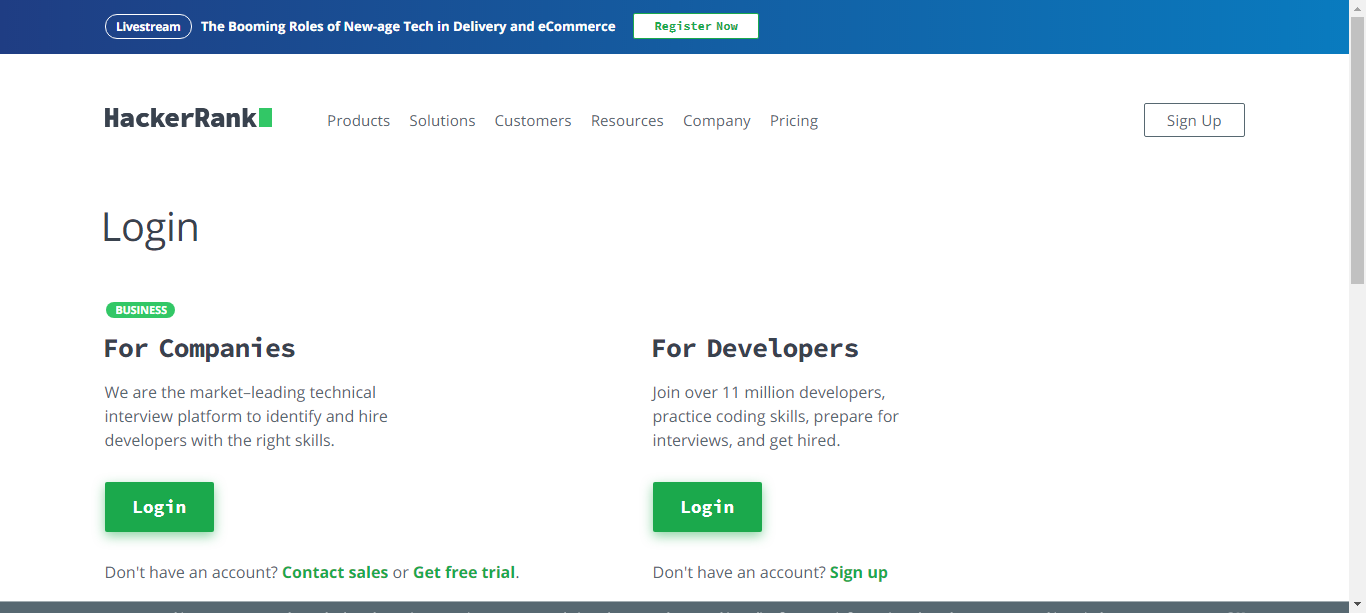 Livestream The Booming Roles of New-age Tech in Delivery and eCommerce Register Now
HackerRank Products Solutions Customers Resources Company Pricing Sign Up
Login
BUSINESS
For Companies
We are the market–leading technical
interview platform to identify and hire
developers with the right skills.
Login
Don't have an account? Contact sales or Get free trial.
For Developers
Join over 11 million developers,
practice coding skills, prepare for
interviews, and get hired.
Login
Don't have an account? Sign up